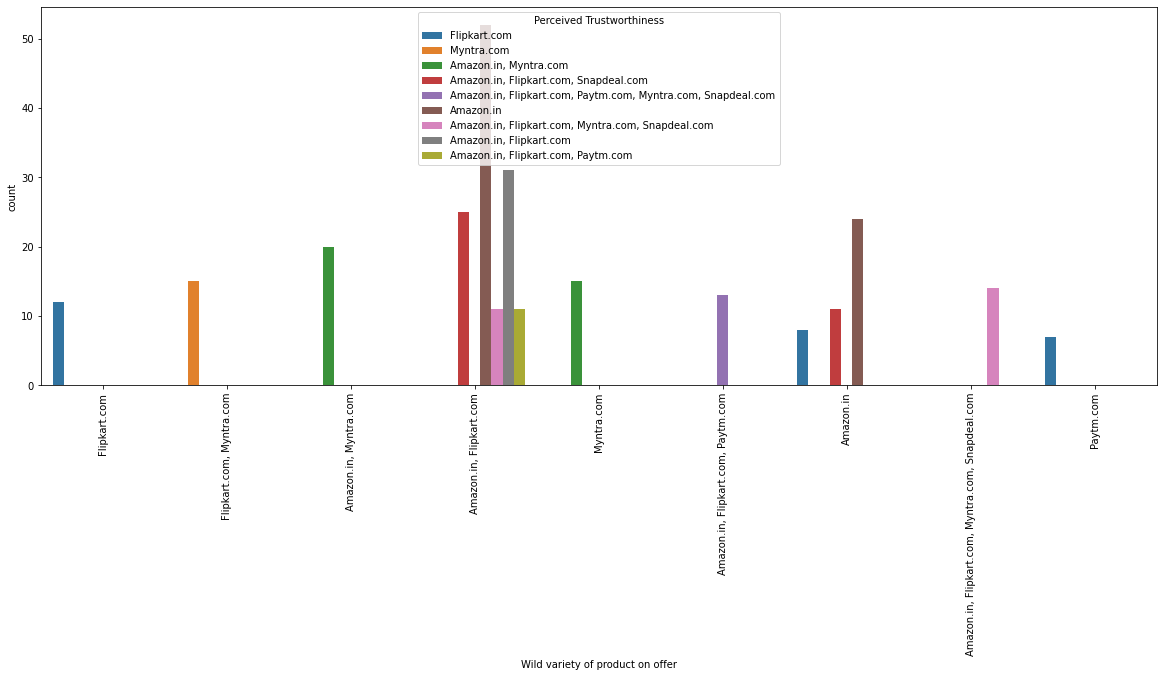 Perceived Trustworthiness
Flipkart.com
Myntra.com
Amazon.in, Myntra.com
Amazon.in, Flipkart.com, Snapdeal.com
Amazon.in, Flipkart.com, Paytm.com, Myntra.com, Snapdeal.com
Amazon.in
Amazon.in, Flipkart.com, Myntra.com, Snapdeal.com
Amazon.in, Flipkart.com
Amazon.in, Flipkart.com, Paytm.com
50
40
30
20
10
0
count
Flipkart.com
Flipkart.com, Myntra.com
Amazon.in, Myntra.com
Amazon.in, Flipkart.com
Myntra.com
Amazon.in, Flipkart.com, Paytm.com
Amazon.in
Amazon.in, Flipkart.com, Myntra.com, Snapdeal.com
Paytm.com
Wild variety of product on offer